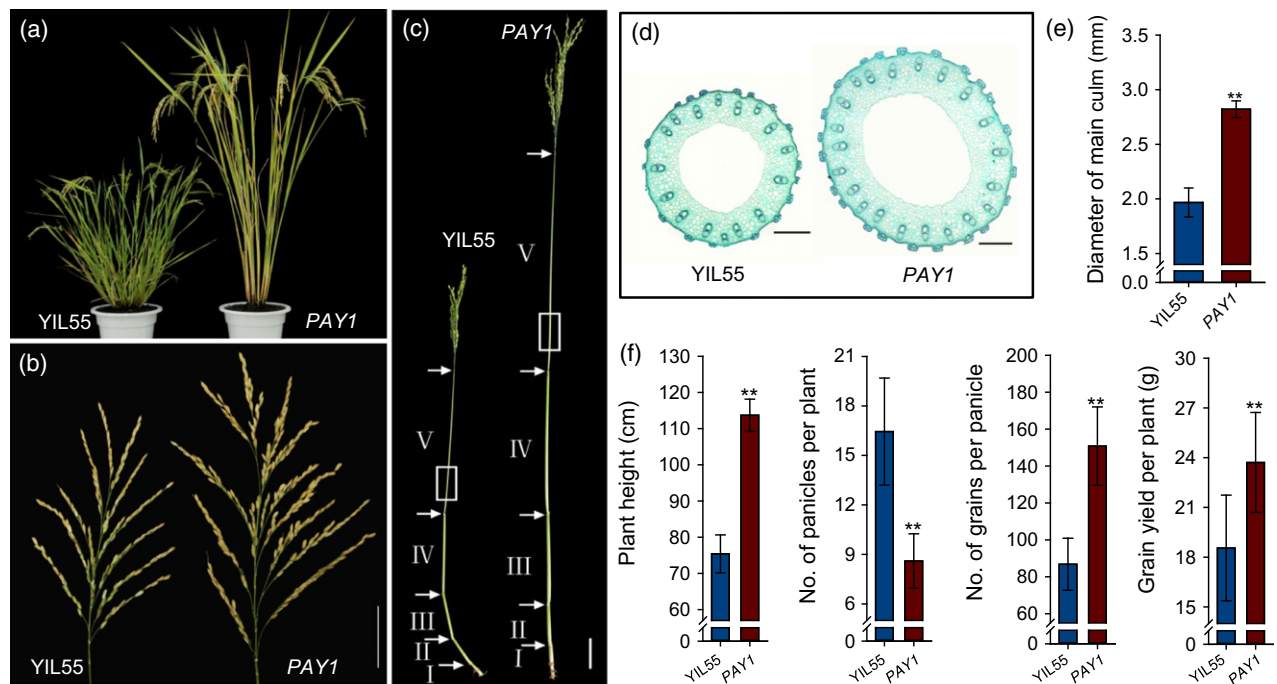 (a)
YIL55
PAY1
(b)
YIL55
PAY1
(c)
PAY1
YIL55
V
IV
III
II
I
V
IV
III
II
I
(d)
YIL55
PAY1
(e)
Diameter of main culm (mm)
3.5
3.0
2.5
2.0
1.5
0.0
**
YIL55
PAY1
(f)
Plant height (cm)
130
120
110
100
90
80
70
60
0
**
YIL55
PAY1
No. of panicles per plant
21
18
15
12
9
6
0
**
YIL55
PAY1
No. of grains per panicle
200
180
160
140
120
100
80
60
0
**
YIL55
PAY1
Grain yield per plant (g)
30
27
24
21
18
15
0
**
YIL55
PAY1